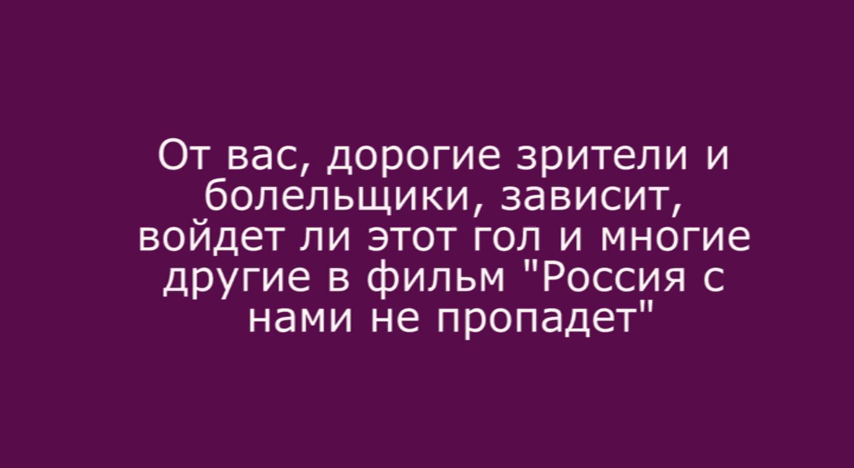 От вас, дорогие зрители и
болельщики, зависит,
войдет ли этот гол и многие
другие в фильм "Россия с
нами не пропадет"